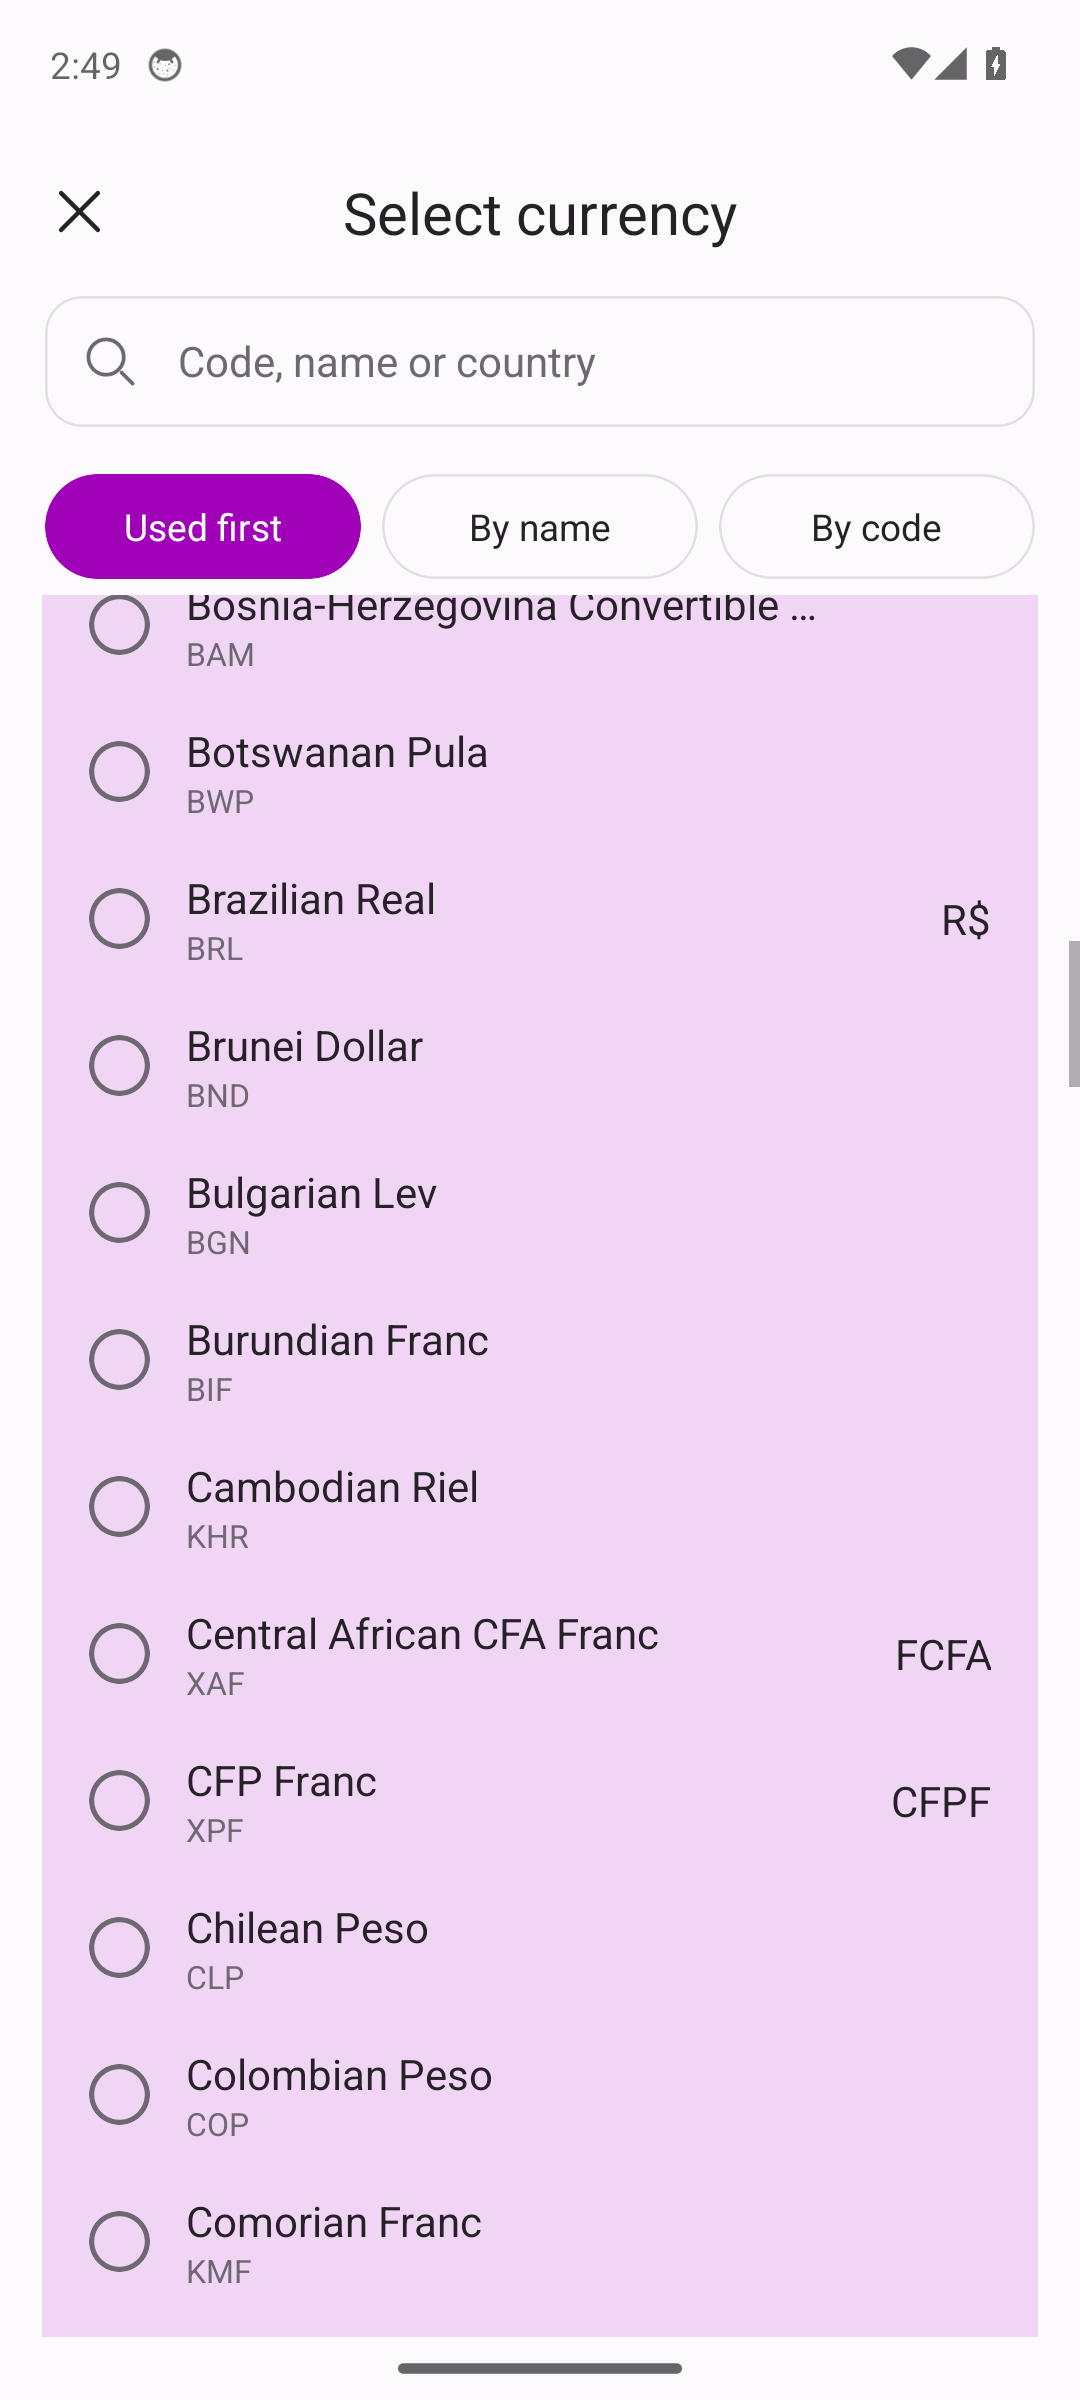 2:49
Select currency
Code, name or country
Used first
By name
By code
Bosnia-Herzegovina Convertible ...
BAM
Botswanan Pula
BWP
Brazilian Real
R$
BRL
Brunei Dollar
BND
Bulgarian Lev
BGN
Burundian Franc
BIF
Cambodian Riel
KHR
Central African CFA Franc
FCFA
XAF
CFP Franc
CFPF
XPF
Chilean Peso
CLP
Colombian Peso
COP
Comorian Franc
KMF